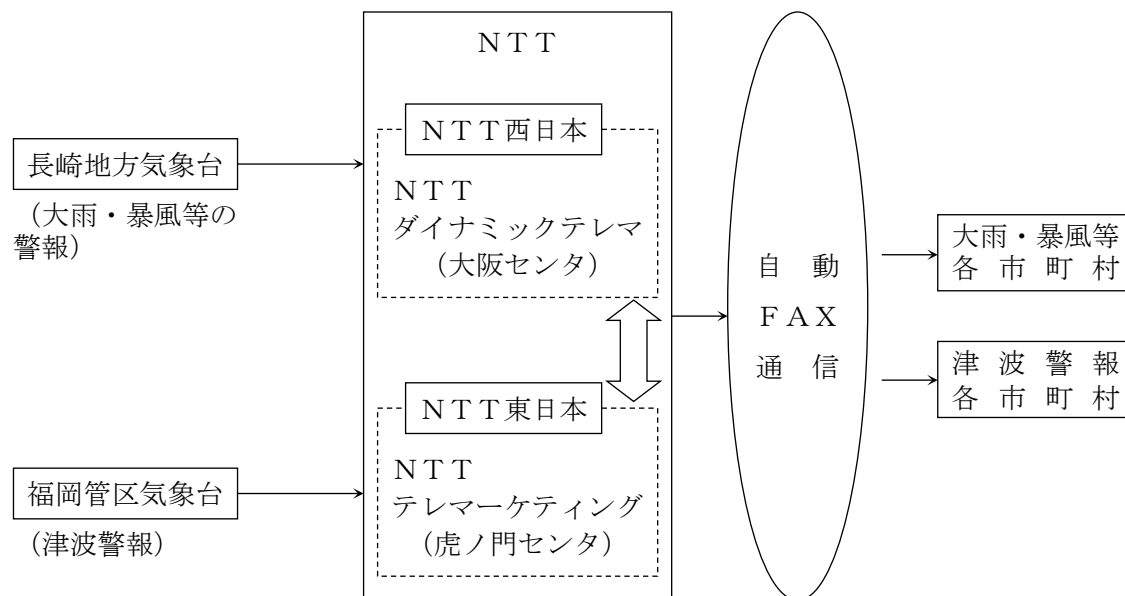 ＮＴＴ
ＮＴＴ西日本
長崎地方気象台
（大雨・暴風等の
警報）
ＮＴＴ
ダイナミックテレマ
（大阪センタ）
ＮＴＴ東日本
ＮＴＴ
テレマーケティング
（虎ノ門センタ）
福岡管区気象台
（津波警報）
自動
ＦＡＸ
通信
大雨・暴風等
各市町村
津波警報
各市町村